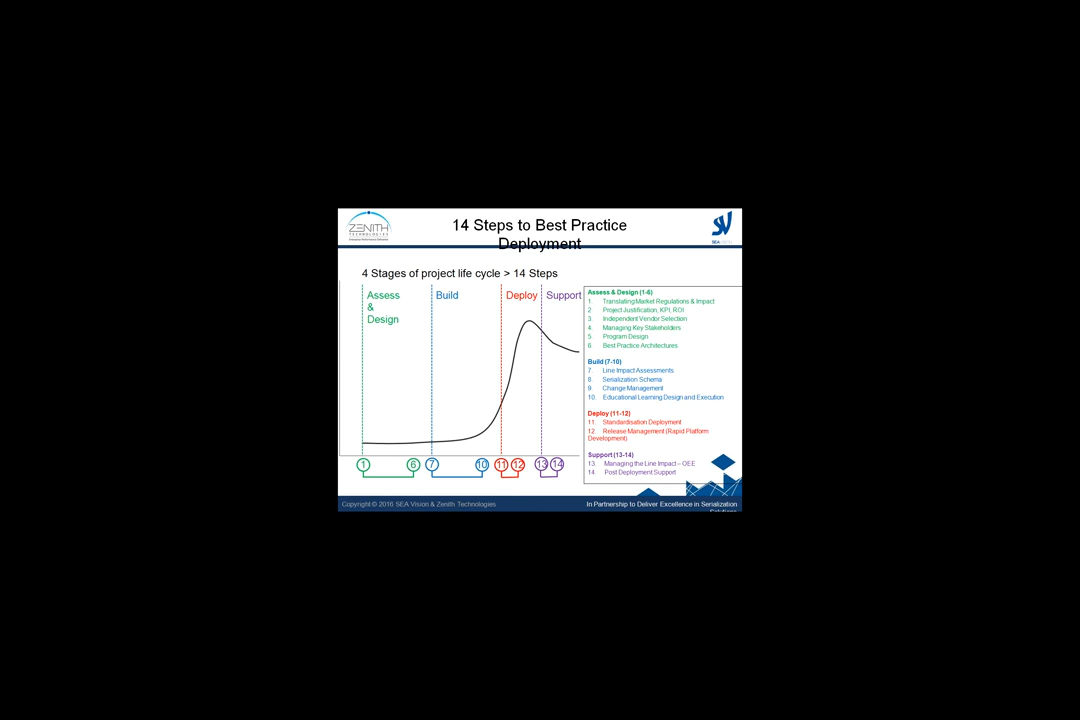 ZENITH
TECHNOLOGIES
14 Steps to Best Practice
Deployment
SEA VISION
4 Stages of project life cycle > 14 Steps
Assess
&
Design
Build
Deploy
Support
1
6
7
10
11
12
13
14
Assess & Design (1-6)
1. Translating Market Regulations & Impact
2 Project Justification, KPI, ROI
3. Independent Vendor Selection
4. Managing Key Stakeholders
5. Program Design
6. Best Practice Architectures
Build (7-10)
7. Line Impact Assessments
8. Serialization Schema
9. Change Management
10. Educational Learning Design and Execution
Deploy (11-12)
11. Standardisation Deployment
12. Release Management (Rapid Platform
Development)
Support (13-14)
13. Managing the Line Impact – OEE
14. Post Deployment Support
Copyright © 2016 SEA Vision & Zenith Technologies
In Partnership to Deliver Excellence in Serialization
Solutions